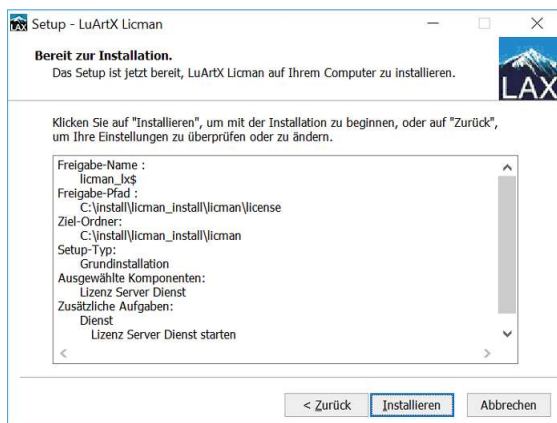 Setup - LuArtX Licman
Bereit zur Installation.
Das Setup ist jetzt bereit, LuArtX Licman auf Ihrem Computer zu installieren.
LAX
Klicken Sie auf "Installieren", um mit der Installation zu beginnen, oder auf "Zurück",
um Ihre Einstellungen zu überprüfen oder zu ändern.
Freigabe-Name :
licman_lx$
Freigabe-Pfad :
C:\install\licman_install\licman\license
Ziel-Ordner:
C:\install\licman_install\licman
Setup-Typ:
Grundinstallation
Ausgewählte Komponenten:
Lizenz Server Dienst
Zusätzliche Aufgaben:
Dienst
Lizenz Server Dienst starten
< Zurück Installieren Abbrechen